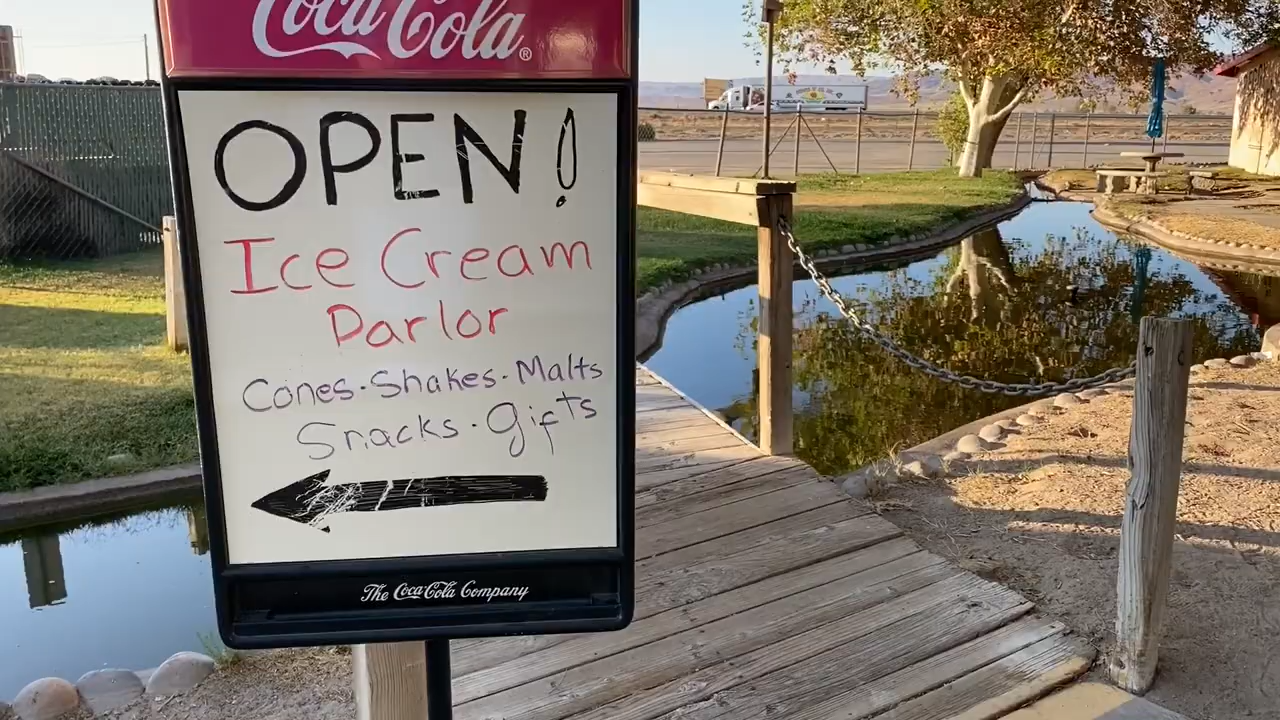 Coca-Cola®
OPEN!
Ice Cream
Parlor
Cones·Shakes·Malts
Snacks·Gifts
The Coca-Cola Company